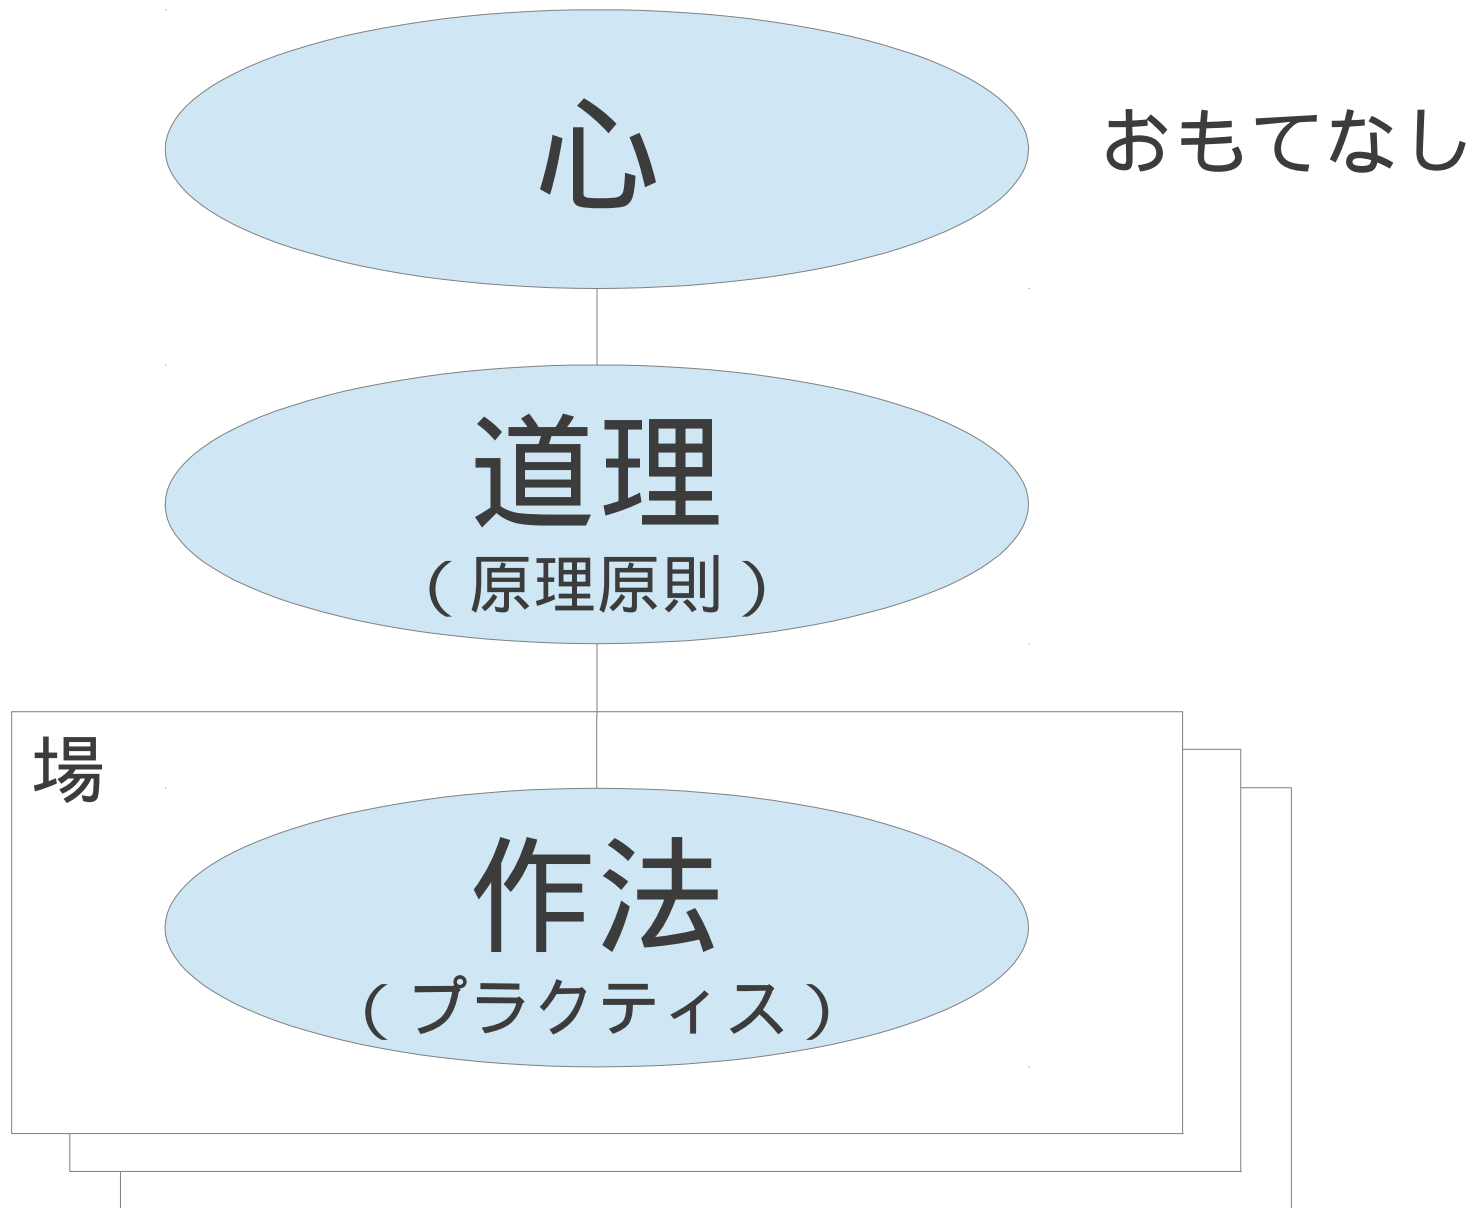 心
おもてなし
道理
(原理原則)
場
作法
(プラクティス)